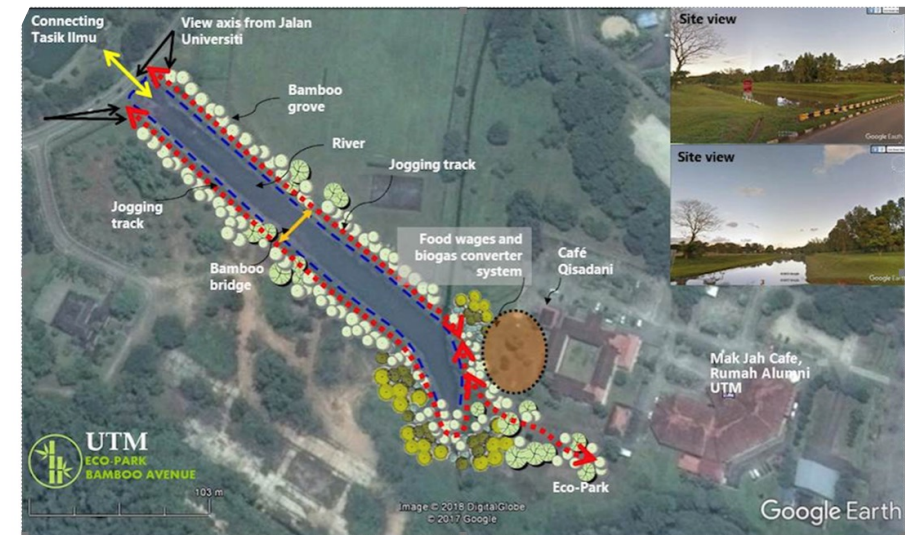 Connecting
Tasik Ilmu
View axis from Jalan
Universiti
Site view
Google Earth
Bamboo
grove
River
Jogging track
Site view
Jogging
track
Food wages and
biogas converter
system
Café
Qisadani
Bamboo
bridge
Google Earth
Mak Jah Cafe,
Rumah Alumni
UTM
UTM
ECO-PARK
BAMBOO AVENUE
103 m
Eco-Park
Image © 2018 DigitalGlobe
© 2017 Google
Google Earth